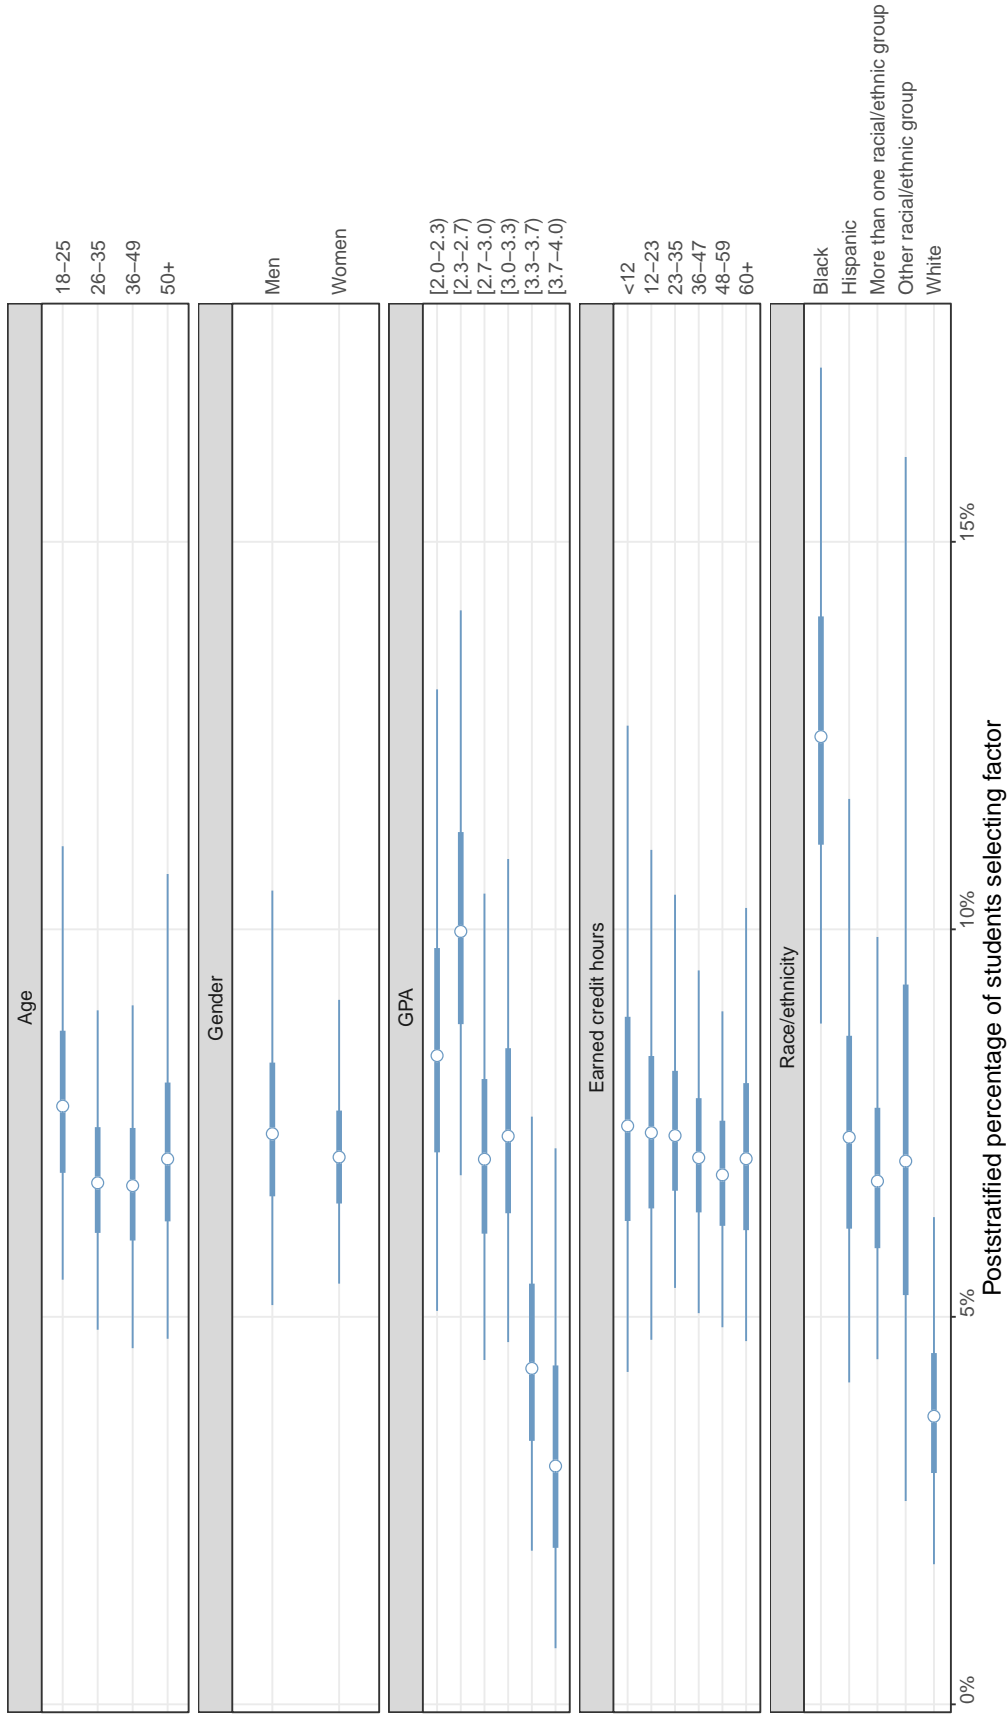 Age
18–25
26–35
36–49
50+
Gender
Men
Women
GPA
[2.0–2.3)
[2.3–2.7)
[2.7–3.0)
[3.0–3.3)
[3.3–3.7)
[3.7–4.0)
Earned credit hours
<12
12–23
23–35
36–47
48–59
60+
Race/ethnicity
Black
Hispanic
More than one racial/ethnic group
Other racial/ethnic group
White
0% 5% 10% 15%
Poststratified percentage of students selecting factor